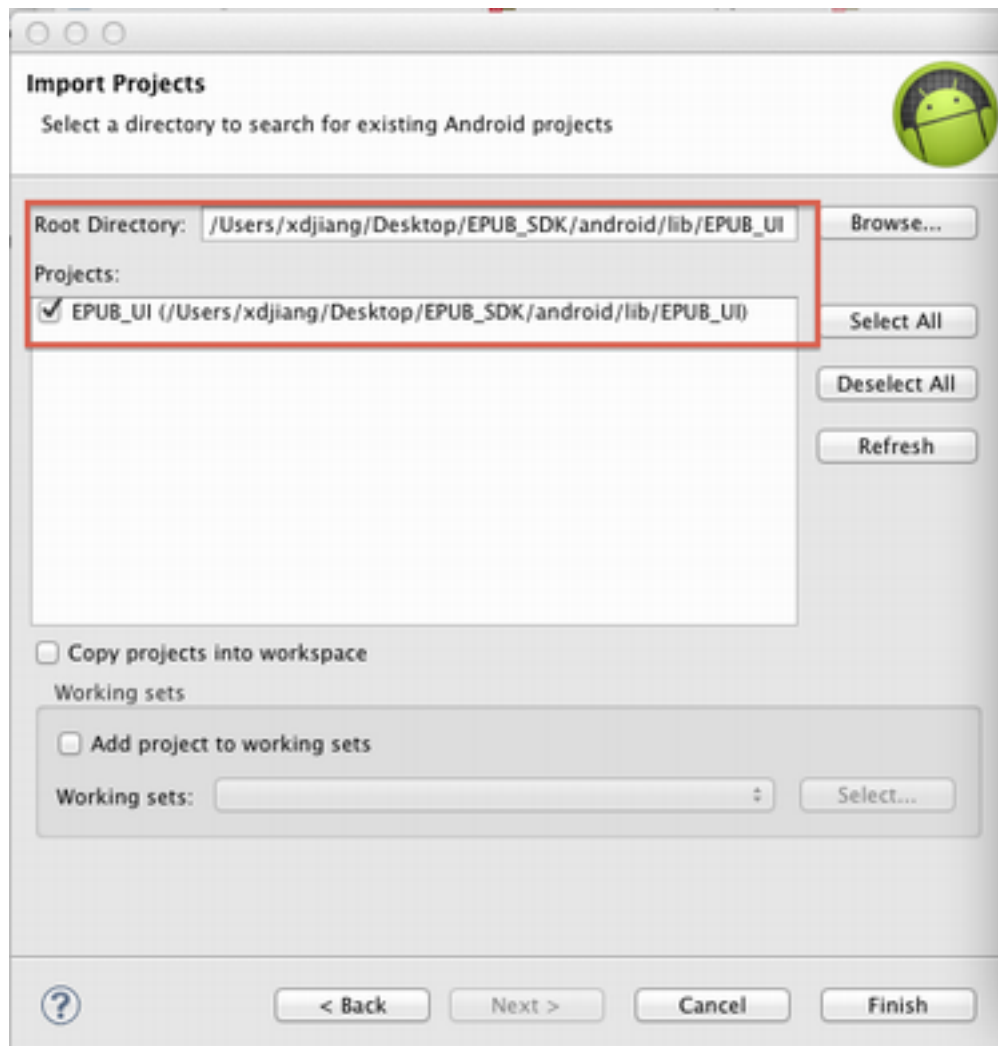 Import Projects
Select a directory to search for existing Android projects
Root Directory: /Users/xdjiang/Desktop/EPUB_SDK/android/lib/EPUB_UI Browse...
Projects:
EPUB_UI (/Users/xdjiang/Desktop/EPUB_SDK/android/lib/EPUB_UI)
Select All
Deselect All
Refresh
Copy projects into workspace
Working sets
Add project to working sets
Working sets: Select...
? < Back Next > Cancel Finish